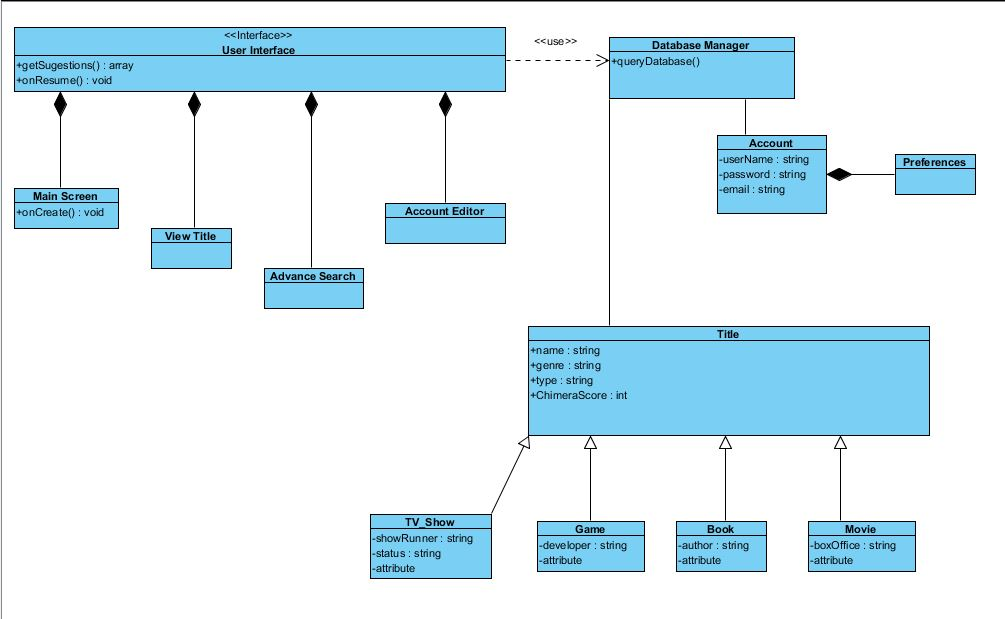 <<Interface>>
User Interface
+getSugestions() : array
+onResume() : void
<<use>>
Database Manager
+queryDatabase()
Account
-userName : string
-password : string
-email : string
Preferences
Main Screen
+onCreate() : void
View Title
Advance Search
Account Editor
Title
+name : string
+genre : string
+type : string
+ChimeraScore : int
TV_Show
-showRunner : string
-status : string
-attribute
Game
-developer : string
-attribute
Book
-author : string
-attribute
Movie
-boxOffice : string
-attribute